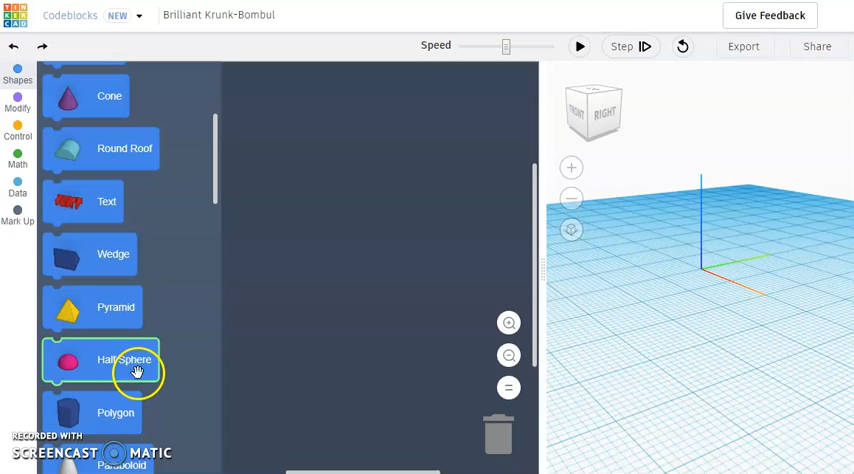 TIN
KER
CAD
Codeblocks NEW
Brilliant Krunk-Bombul
Give Feedback
Speed
Step
Export
Share
Shapes
Modify
Control
Math
Data
Mark Up
Cone
Round Roof
Text
Wedge
Pyramid
Half Sphere
Polygon
Paraboloid
FRONT
RIGHT
RECORDED WITH
SCREENCAST MATIC